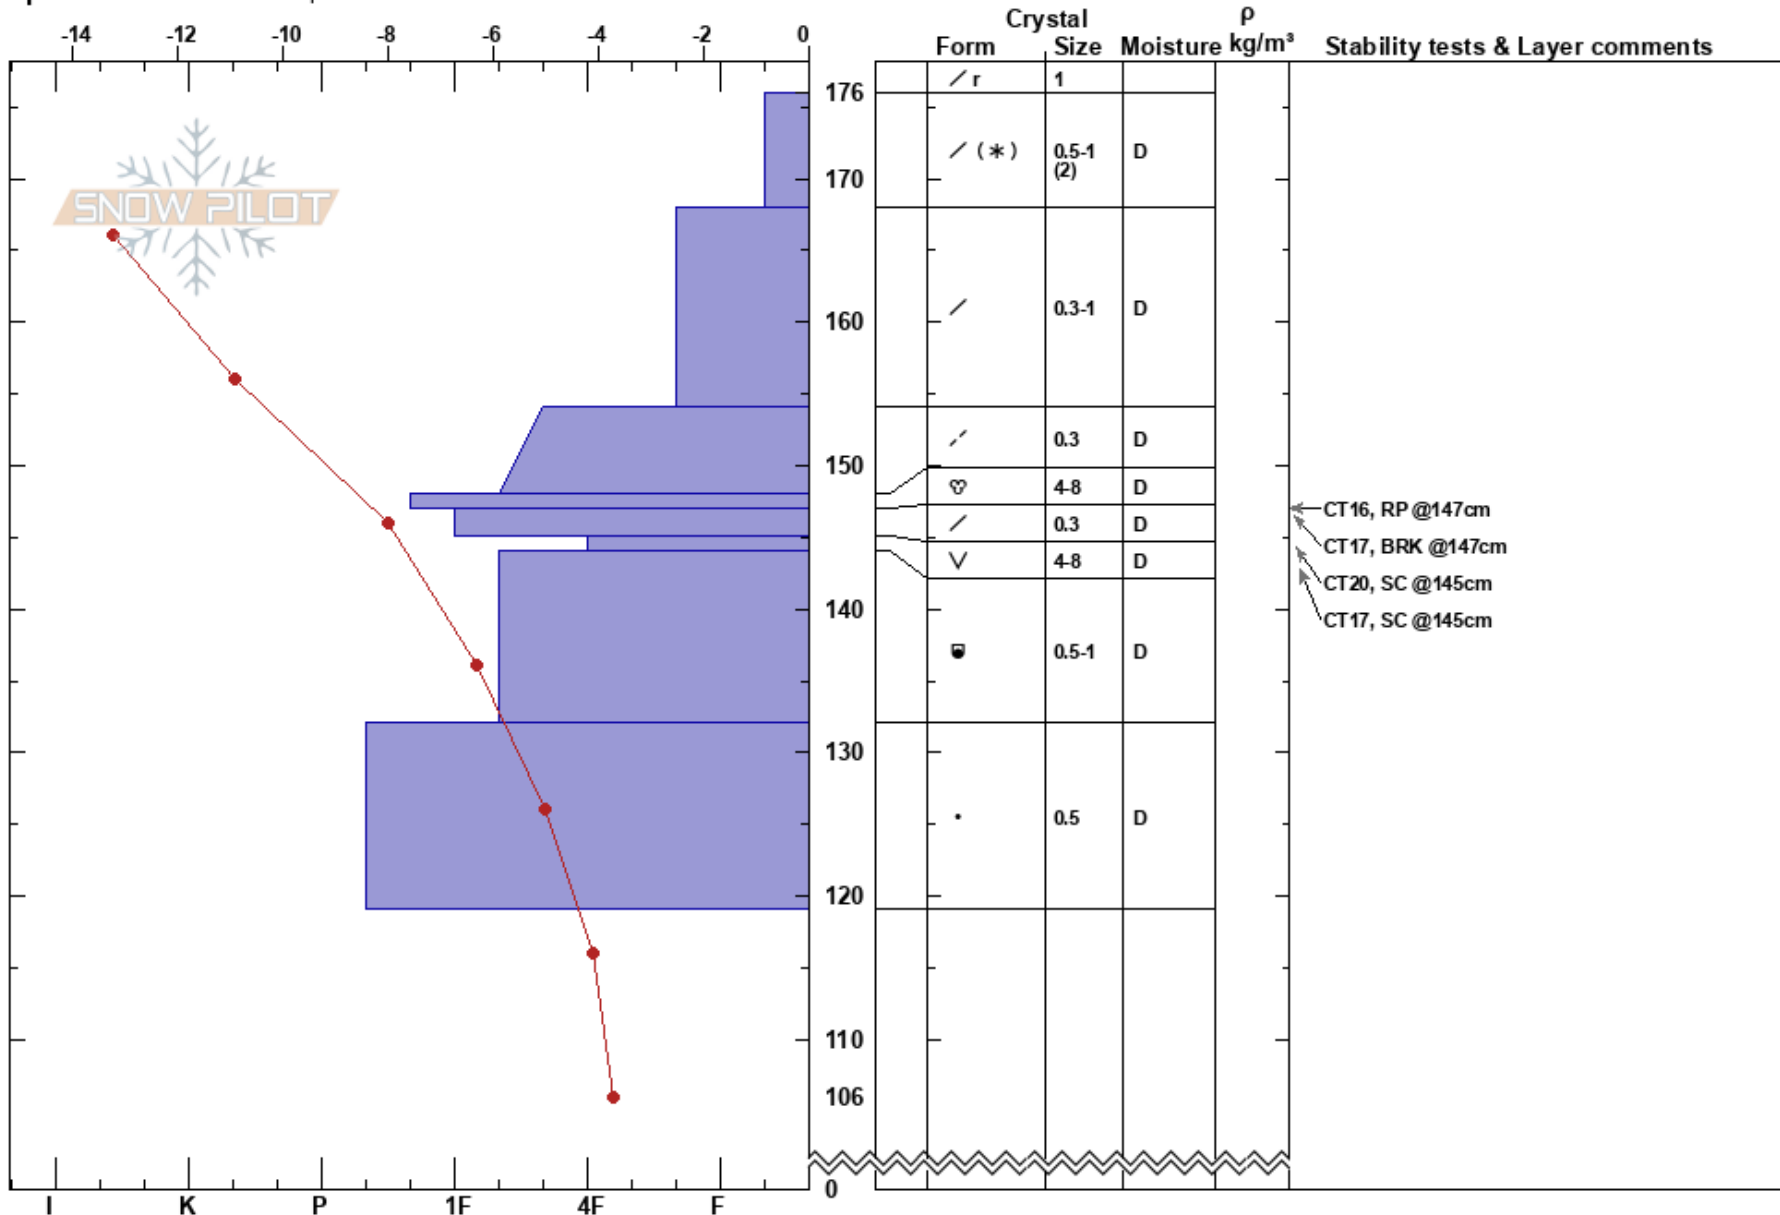 Crystal ρ
-14 -12 -10 -8 -6 -4 -2 0 Form Size Moisture kg/m³ Stability tests & Layer comments
r 1
176
(*) 0.5-1 D
(2)
170
SNOW PILOT
160 0.3-1 D
0.3 D
150
4-8 D
CT16, RP @147cm
0.3 D
CT17, BRK @147cm
4-8 D
CT20, SC @145cm
140
CT17, SC @145cm
0.5-1 D
130
0.5 D
120
110
106
0
I K P 1F 4F F